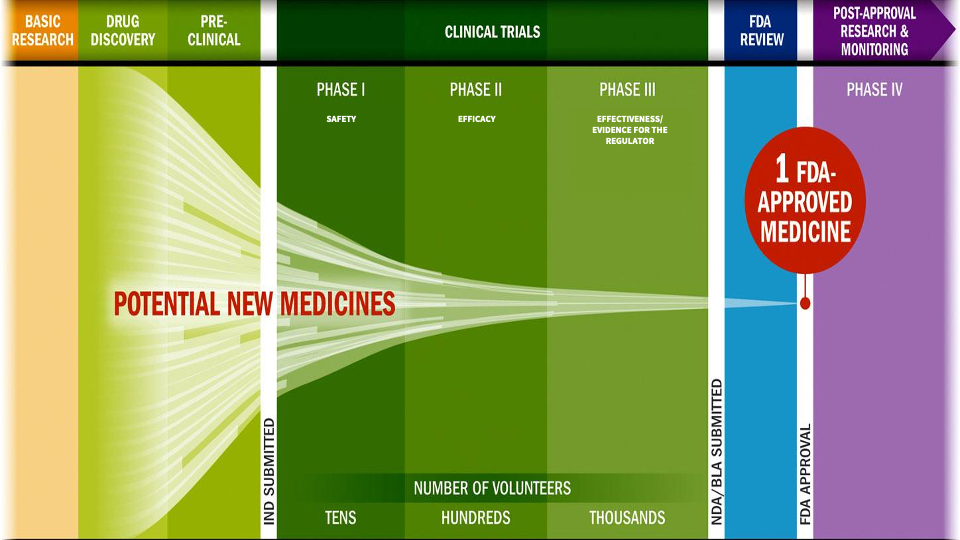 BASIC
RESEARCH
DRUG
DISCOVERY
PRE-
CLINICAL
CLINICAL TRIALS
FDA
REVIEW
POST-APPROVAL
RESEARCH &
MONITORING
PHASE I
SAFETY
PHASE II
EFFICACY
PHASE III
EFFECTIVENESS/
EVIDENCE FOR THE
REGULATOR
PHASE IV
1 FDA-
APPROVED
MEDICINE
POTENTIAL NEW MEDICINES
IND SUBMITTED
NDA/BLA SUBMITTED
FDA APPROVAL
NUMBER OF VOLUNTEERS
TENS
HUNDREDS
THOUSANDS